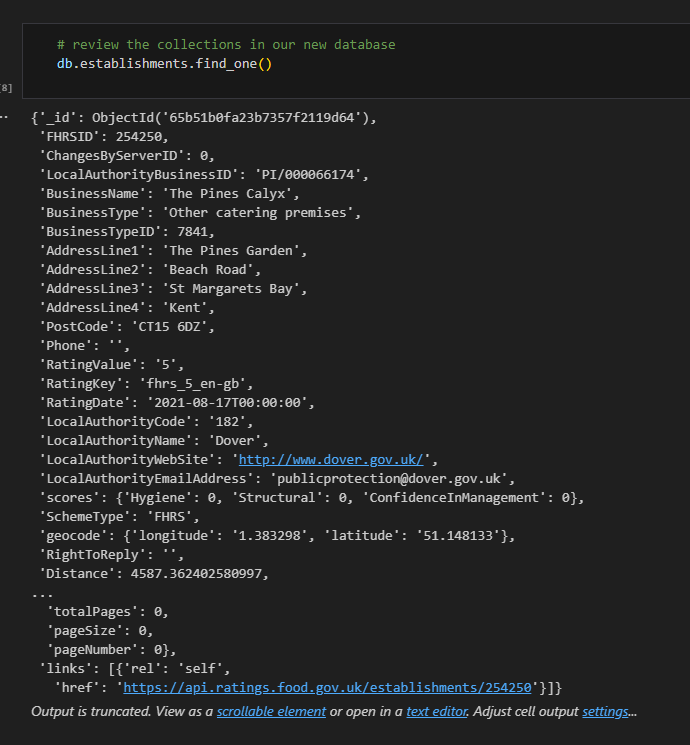 # review the collections in our new database
db.establishments.find_one()
[8]
...
{'_id': ObjectId('65b51b0fa23b7357f2119d64'),
'FHRSID': 254250,
'ChangesByServerID': 0,
'LocalAuthorityBusinessID': 'PI/000066174',
'BusinessName': 'The Pines Calyx',
'BusinessType': 'Other catering premises',
'BusinessTypeID': 7841,
'AddressLine1': 'The Pines Garden',
'AddressLine2': 'Beach Road',
'AddressLine3': 'St Margarets Bay',
'AddressLine4': 'Kent',
'PostCode': 'CT15 6DZ',
'Phone': '',
'RatingValue': '5',
'RatingKey': 'fhrs_5_en-gb',
'RatingDate': '2021-08-17T00:00:00',
'LocalAuthorityCode': '182',
'LocalAuthorityName': 'Dover',
'LocalAuthorityWebSite': 'http://www.dover.gov.uk/',
'LocalAuthorityEmailAddress': 'publicprotection@dover.gov.uk',
'scores': {'Hygiene': 0, 'Structural': 0, 'ConfidenceInManagement': 0},
'SchemeType': 'FHRS',
'geocode': {'longitude': '1.383298', 'latitude': '51.148133'},
'RightToReply': '',
'Distance': 4587.362402580997,
...
'totalPages': 0,
'pageSize': 0,
'pageNumber': 0},
'links': [{'rel': 'self',
'href': 'https://api.ratings.food.gov.uk/establishments/254250'}]}
Output is truncated. View as a scrollable element or open in a text editor. Adjust cell output settings...